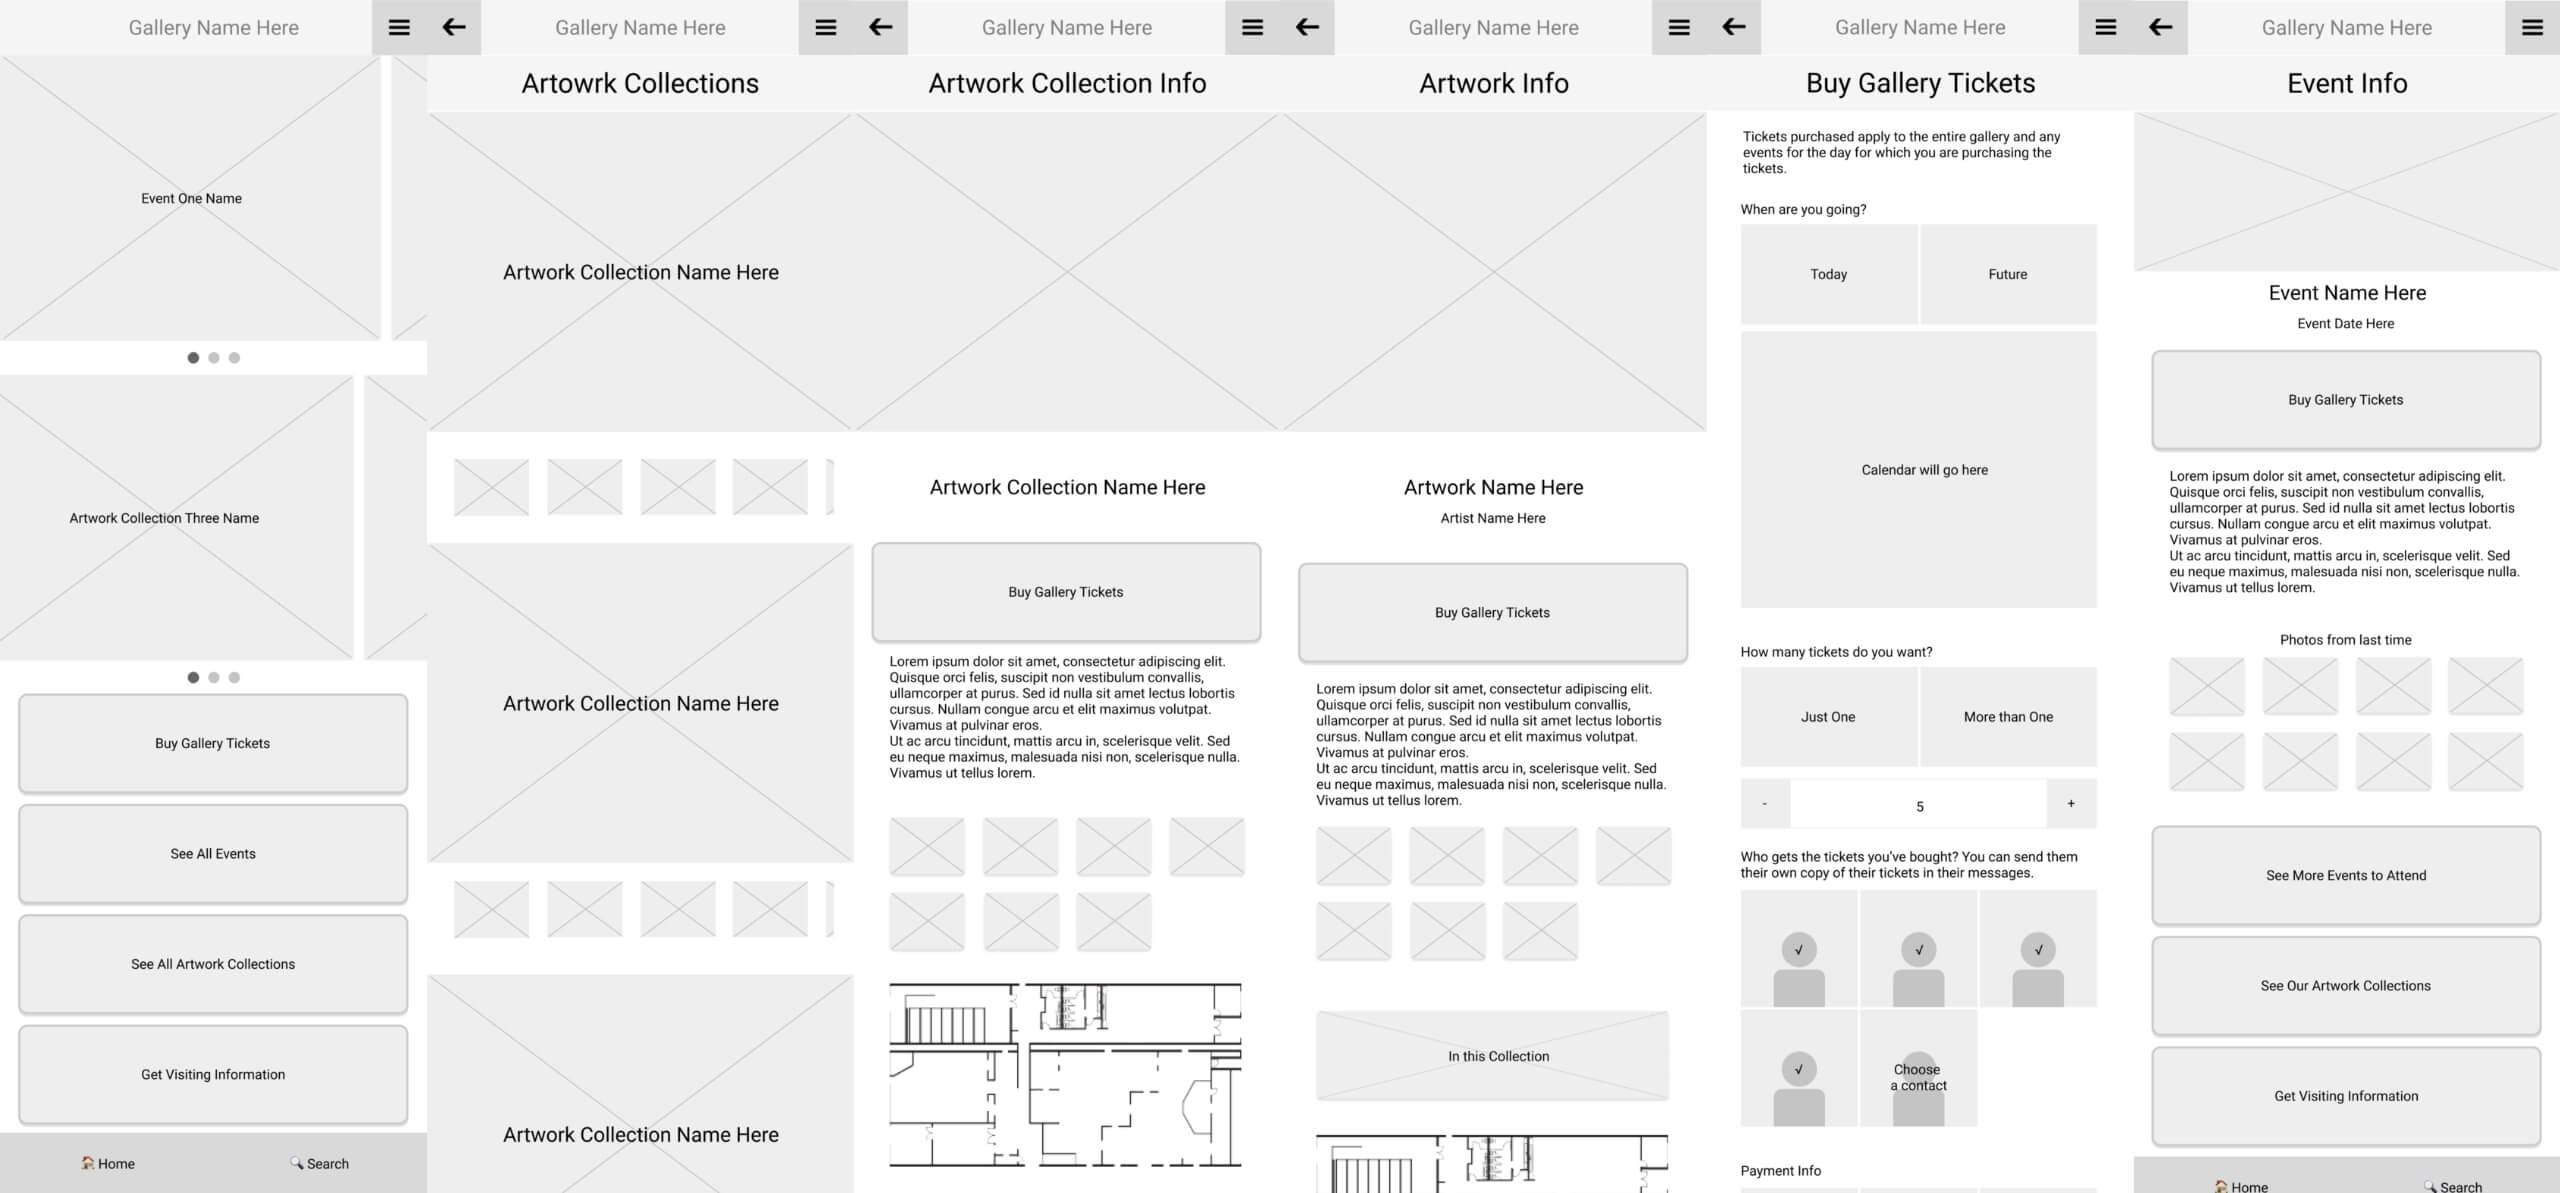 Gallery Name Here
Event One Name
Artwork Collection Three Name
Buy Gallery Tickets
See All Events
See All Artwork Collections
Get Visiting Information
Home
Search
Gallery Name Here
Artowrk Collections
Artwork Collection Name Here
Artwork Collection Name Here
Artwork Collection Name Here
Gallery Name Here
Artwork Collection Info
Artwork Collection Name Here
Buy Gallery Tickets
Lorem ipsum dolor sit amet, consectetur adipiscing elit.
Quisque orci felis, suscipit non vestibulum convallis,
ullamcorper at purus. Sed id nulla sit amet lectus lobortis
cursus. Nullam congue arcu et elit maximus volutpat.
Vivamus at pulvinar eros.
Ut ac arcu tincidunt, mattis arcu in, scelerisque velit. Sed
eu neque maximus, malesuada nisi non, scelerisque nulla.
Vivamus ut tellus lorem.
Gallery Name Here
Artwork Info
Artwork Name Here
Artist Name Here
Buy Gallery Tickets
Lorem ipsum dolor sit amet, consectetur adipiscing elit.
Quisque orci felis, suscipit non vestibulum convallis,
ullamcorper at purus. Sed id nulla sit amet lectus lobortis
cursus. Nullam congue arcu et elit maximus volutpat.
Vivamus at pulvinar eros.
Ut ac arcu tincidunt, mattis arcu in, scelerisque velit. Sed
eu neque maximus, malesuada nisi non, scelerisque nulla.
Vivamus ut tellus lorem.
In this Collection
Gallery Name Here
Buy Gallery Tickets
Tickets purchased apply to the entire gallery and any
events for the day for which you are purchasing the
tickets.
When are you going?
Today
Future
Calendar will go here
How many tickets do you want?
Just One
More than One
- 5 +
Who gets the tickets you've bought? You can send them
their own copy of their tickets in their messages.
√ √ √
√
Choose
a contact
Payment Info
Gallery Name Here
Event Info
Event Name Here
Event Date Here
Buy Gallery Tickets
Lorem ipsum dolor sit amet, consectetur adipiscing elit.
Quisque orci felis, suscipit non vestibulum convallis,
ullamcorper at purus. Sed id nulla sit amet lectus lobortis
cursus. Nullam congue arcu et elit maximus volutpat.
Vivamus at pulvinar eros.
Ut ac arcu tincidunt, mattis arcu in, scelerisque velit. Sed
eu neque maximus, malesuada nisi non, scelerisque nulla.
Vivamus ut tellus lorem.
Photos from last time
See More Events to Attend
See Our Artwork Collections
Get Visiting Information
Home
Search